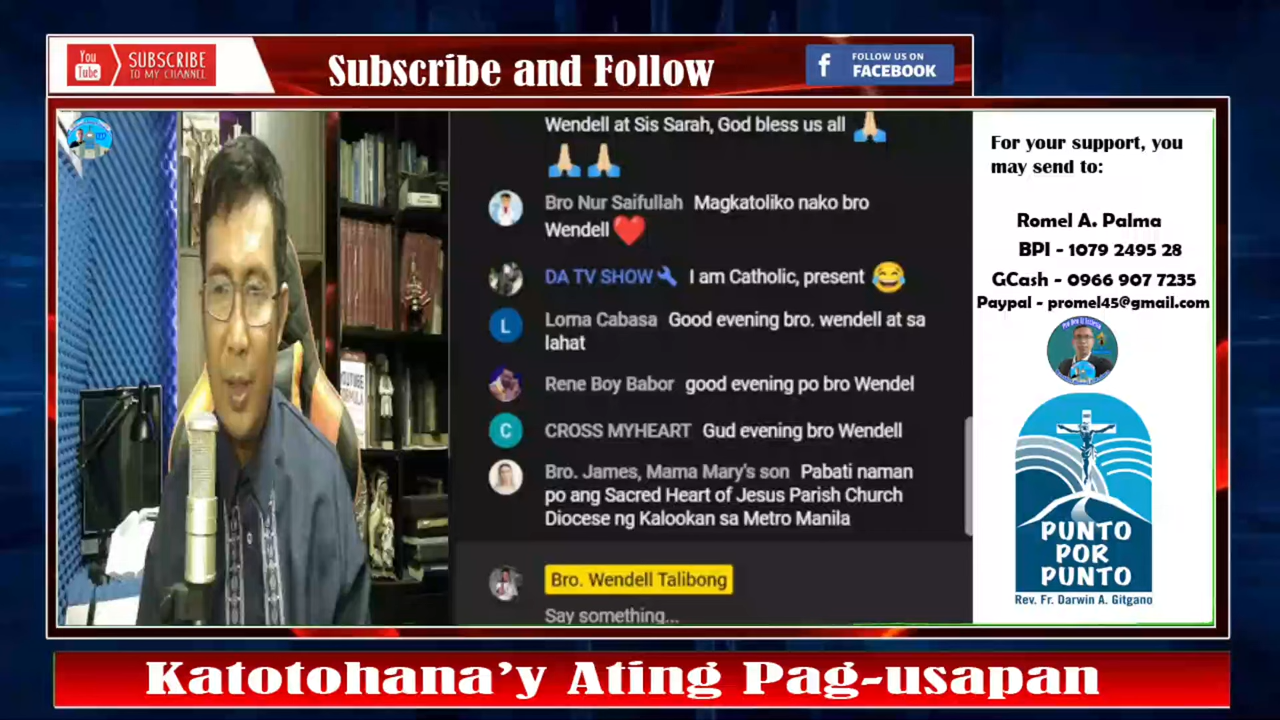 You
Tube
SUBSCRIBE
TO MY CHANNEL
Subscribe and Follow
f
FOLLOW US ON
FACEBOOK
Wendell at Sis Sarah, God bless us all 🙏
🙏🙏
Bro Nur Saifullah Magkatoliko nako bro
Wendell ❤️
DA TV SHOW🔧 I am Catholic, present 😂
L
Lorna Cabasa Good evening bro. wendell at sa
lahat
Rene Boy Babor good evening po bro Wendel
C
CROSS MYHEART Gud evening bro Wendell
Bro. James, Mama Mary's son Pabati naman
po ang Sacred Heart of Jesus Parish Church
Diocese ng Kalookan sa Metro Manila
Bro. Wendell Talibong
Say something...
For your support, you
may send to:
Romel A. Palma
BPI - 1079 2495 28
GCash - 0966 907 7235
Paypal - promel45@gmail.com
PUNTO
POR
PUNTO
Rev. Fr. Darwin A. Gitgano
FORMULA
Katotohana'y Ating Pag-usapan